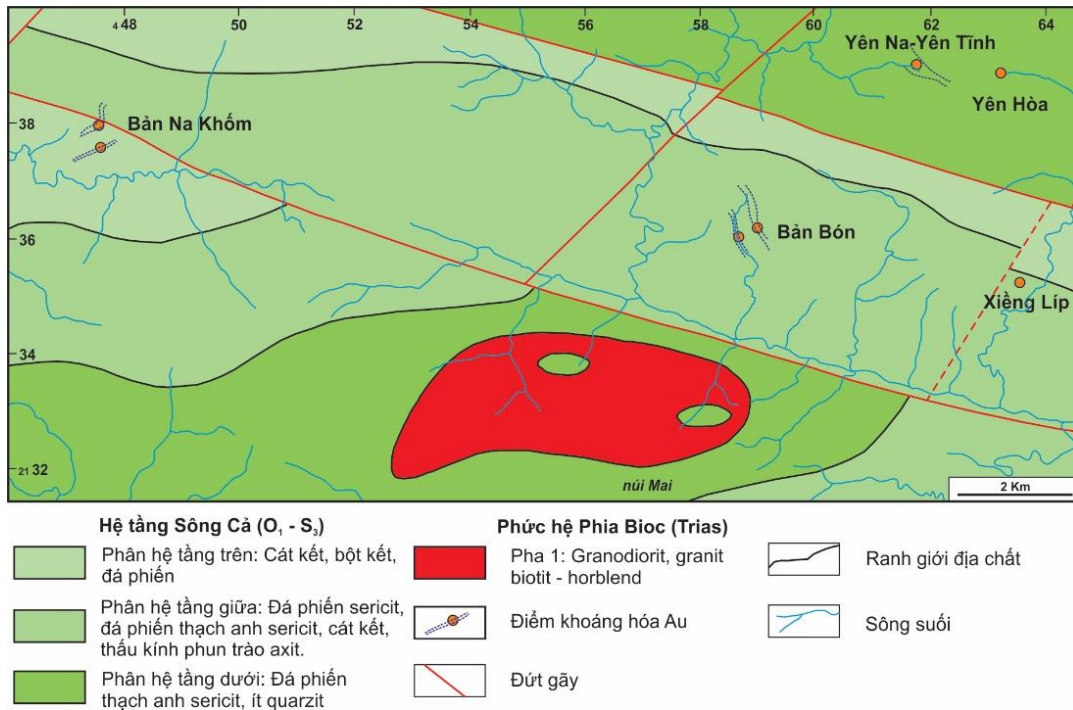 4 48 50 52 54 56 58 60 62 64
Yên Na-Yên Tĩnh
Yên Hòa
38
Bản Na Khốm
36
Bản Bón
Xiềng Líp
34
21 32
núi Mai
2 Km
Hệ tầng Sông Cả (O₁ - S₃)
Phân hệ tầng trên: Cát kết, bột kết,
đá phiến
Phân hệ tầng giữa: Đá phiến sericit,
đá phiến thạch anh sericit, cát kết,
thấu kính phun trào axit.
Phân hệ tầng dưới: Đá phiến
thạch anh sericit, ít quarzit
Phức hệ Phia Bioc (Trias)
Pha 1: Granodiorit, granit
biotit - horblend
Điểm khoáng hóa Au
Đứt gãy
Ranh giới địa chất
Sông suối